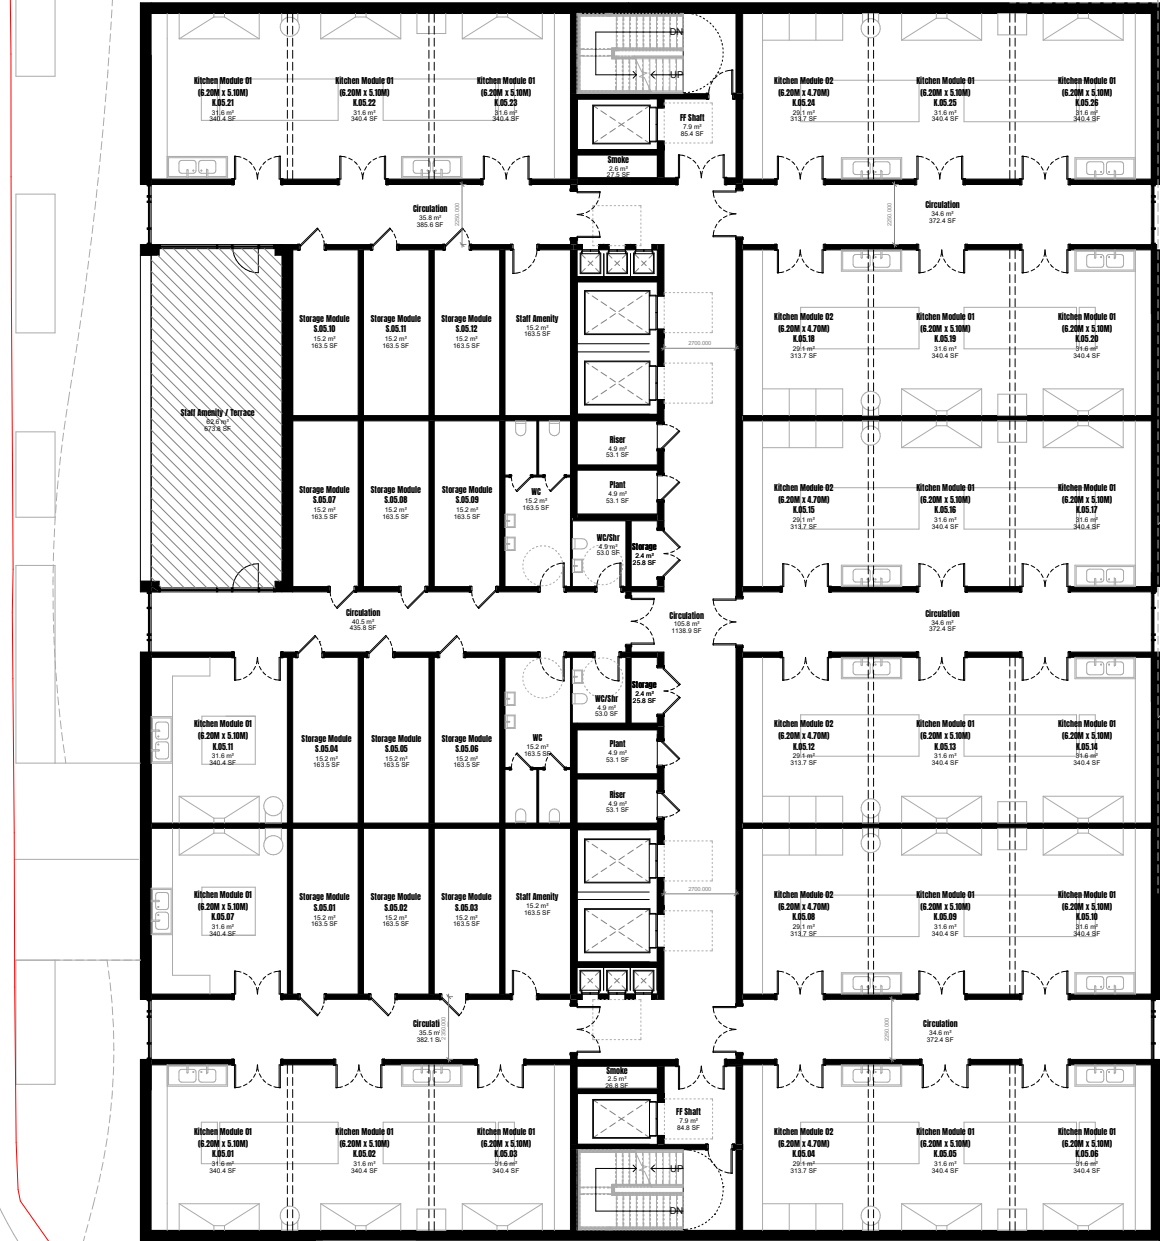 Kitchen Module 01
(6.20M x 5.10M)
K.05.21
31.6 m²
340.4 SF
Kitchen Module 01
(6.20M x 5.10M)
K.05.22
31.6 m²
340.4 SF
Kitchen Module 01
(6.20M x 5.10M)
K.05.23
31.6 m²
340.4 SF
DN
UP
FF Shaft
7.9 m²
85.4 SF
Smoke
2.6 m²
27.5 SF
Kitchen Module 02
(6.20M x 4.70M)
K.05.24
29.1 m²
313.7 SF
Kitchen Module 01
(6.20M x 5.10M)
K.05.25
31.6 m²
340.4 SF
Kitchen Module 01
(6.20M x 5.10M)
K.05.26
31.6 m²
340.4 SF
Circulation
35.8 m²
385.6 SF
2250.000
Circulation
34.6 m²
372.4 SF
2250.000
Staff Amenity / Terrace
62.6 m²
673.8 SF
Storage Module
S.05.10
15.2 m²
163.5 SF
Storage Module
S.05.11
15.2 m²
163.5 SF
Storage Module
S.05.12
15.2 m²
163.5 SF
Staff Amenity
15.2 m²
163.5 SF
2700.000
Kitchen Module 02
(6.20M x 4.70M)
K.05.18
29.1 m²
313.7 SF
Kitchen Module 01
(6.20M x 5.10M)
K.05.19
31.6 m²
340.4 SF
Kitchen Module 01
(6.20M x 5.10M)
K.05.20
31.6 m²
340.4 SF
Storage Module
S.05.07
15.2 m²
163.5 SF
Storage Module
S.05.08
15.2 m²
163.5 SF
Storage Module
S.05.09
15.2 m²
163.5 SF
WC
15.2 m²
163.5 SF
Riser
4.9 m²
53.1 SF
Plant
4.9 m²
53.1 SF
WC/Shr
4.9 m²
53.0 SF
Storage
2.4 m²
25.8 SF
Kitchen Module 02
(6.20M x 4.70M)
K.05.15
29.1 m²
313.7 SF
Kitchen Module 01
(6.20M x 5.10M)
K.05.16
31.6 m²
340.4 SF
Kitchen Module 01
(6.20M x 5.10M)
K.05.17
31.6 m²
340.4 SF
Circulation
40.5 m²
435.8 SF
Circulation
105.8 m²
1138.9 SF
Circulation
34.6 m²
372.4 SF
Kitchen Module 01
(6.20M x 5.10M)
K.05.11
31.6 m²
340.4 SF
Storage Module
S.05.04
15.2 m²
163.5 SF
Storage Module
S.05.05
15.2 m²
163.5 SF
Storage Module
S.05.06
15.2 m²
163.5 SF
WC
15.2 m²
163.5 SF
WC/Shr
4.9 m²
53.0 SF
Storage
2.4 m²
25.8 SF
Plant
4.9 m²
53.1 SF
Riser
4.9 m²
53.1 SF
Kitchen Module 02
(6.20M x 4.70M)
K.05.12
29.1 m²
313.7 SF
Kitchen Module 01
(6.20M x 5.10M)
K.05.13
31.6 m²
340.4 SF
Kitchen Module 01
(6.20M x 5.10M)
K.05.14
31.6 m²
340.4 SF
Kitchen Module 01
(6.20M x 5.10M)
K.05.07
31.6 m²
340.4 SF
Storage Module
S.05.01
15.2 m²
163.5 SF
Storage Module
S.05.02
15.2 m²
163.5 SF
Storage Module
S.05.03
15.2 m²
163.5 SF
Staff Amenity
15.2 m²
163.5 SF
2700.000
Kitchen Module 02
(6.20M x 4.70M)
K.05.08
29.1 m²
313.7 SF
Kitchen Module 01
(6.20M x 5.10M)
K.05.09
31.6 m²
340.4 SF
Kitchen Module 01
(6.20M x 5.10M)
K.05.10
31.6 m²
340.4 SF
Circulati
35.5 m²
382.1 S
Circulation
34.6 m²
372.4 SF
2250.000
Kitchen Module 01
(6.20M x 5.10M)
K.05.01
31.6 m²
340.4 SF
Kitchen Module 01
(6.20M x 5.10M)
K.05.02
31.6 m²
340.4 SF
Kitchen Module 01
(6.20M x 5.10M)
K.05.03
31.6 m²
340.4 SF
Smoke
2.5 m²
26.8 SF
FF Shaft
7.9 m²
84.8 SF
UP
DN
Kitchen Module 02
(6.20M x 4.70M)
K.05.04
29.1 m²
313.7 SF
Kitchen Module 01
(6.20M x 5.10M)
K.05.05
31.6 m²
340.4 SF
Kitchen Module 01
(6.20M x 5.10M)
K.05.06
31.6 m²
340.4 SF